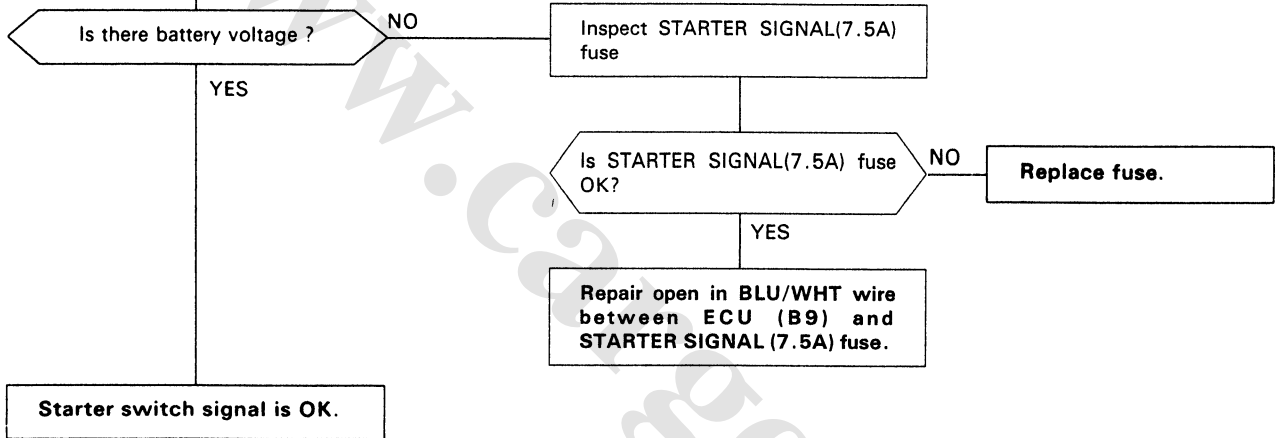 Is there battery voltage ?
NO
YES
Inspect STARTER SIGNAL(7.5A)
fuse
Is STARTER SIGNAL(7.5A) fuse
OK?
NO
Replace fuse.
YES
Repair open in BLU/WHT wire
between ECU (B9) and
STARTER SIGNAL (7.5A) fuse.
Starter switch signal is OK.
www.carge